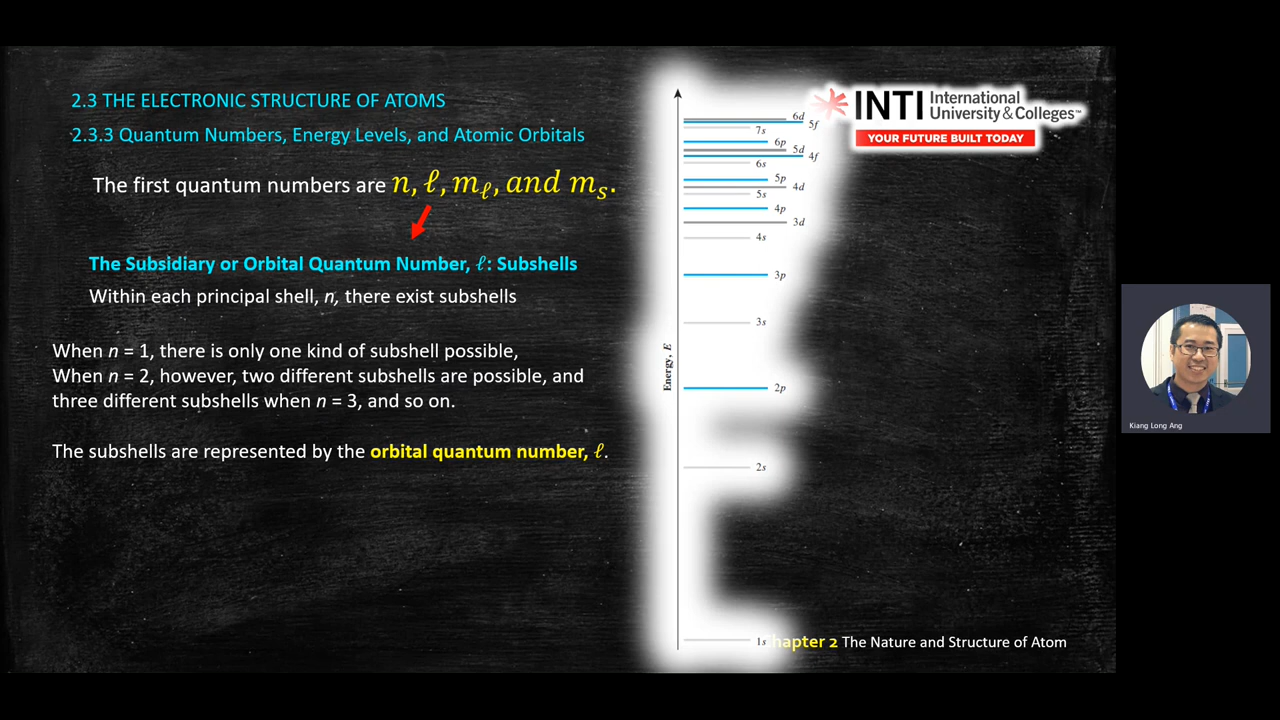 2.3 THE ELECTRONIC STRUCTURE OF ATOMS
2.3.3 Quantum Numbers, Energy Levels, and Atomic Orbitals
The first quantum numbers are n, ℓ, mℓ, and ms.
The Subsidiary or Orbital Quantum Number, ℓ: Subshells
Within each principal shell, n, there exist subshells
When n = 1, there is only one kind of subshell possible,
When n = 2, however, two different subshells are possible, and
three different subshells when n = 3, and so on.
The subshells are represented by the orbital quantum number, ℓ.
Energy, E
6d
5f
7s
6p
5d
4f
6s
5p
4d
5s
4p
3d
4s
3p
3s
2p
2s
1s
INTI International
University & Colleges™
YOUR FUTURE BUILT TODAY
hapter 2 The Nature and Structure of Atom
Kiang Long Ang